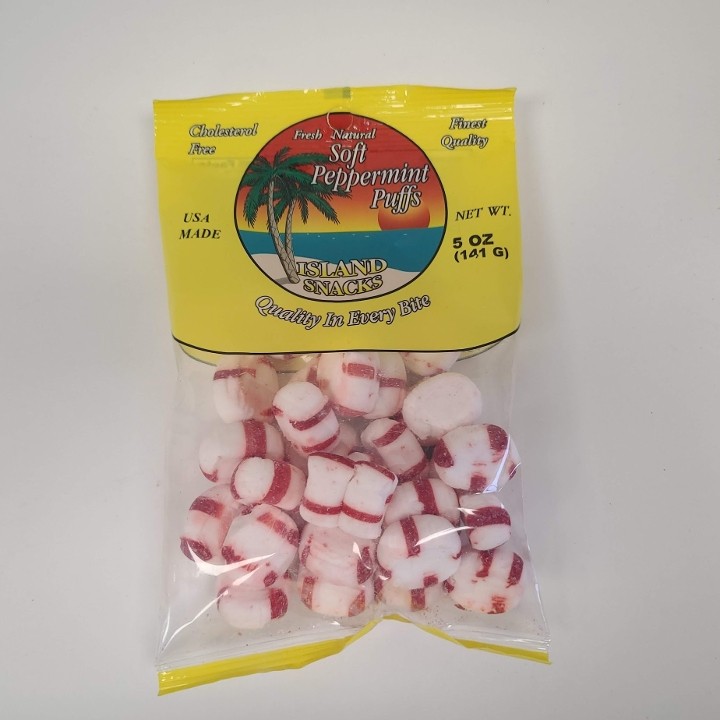 Cholesterol
Free
Fresh Natural
Soft
Peppermint
Puffs
Finest
Quality
USA
MADE
NET WT.
5 OZ
(141 G)
ISLAND
SNACKS
Quality In Every Bite